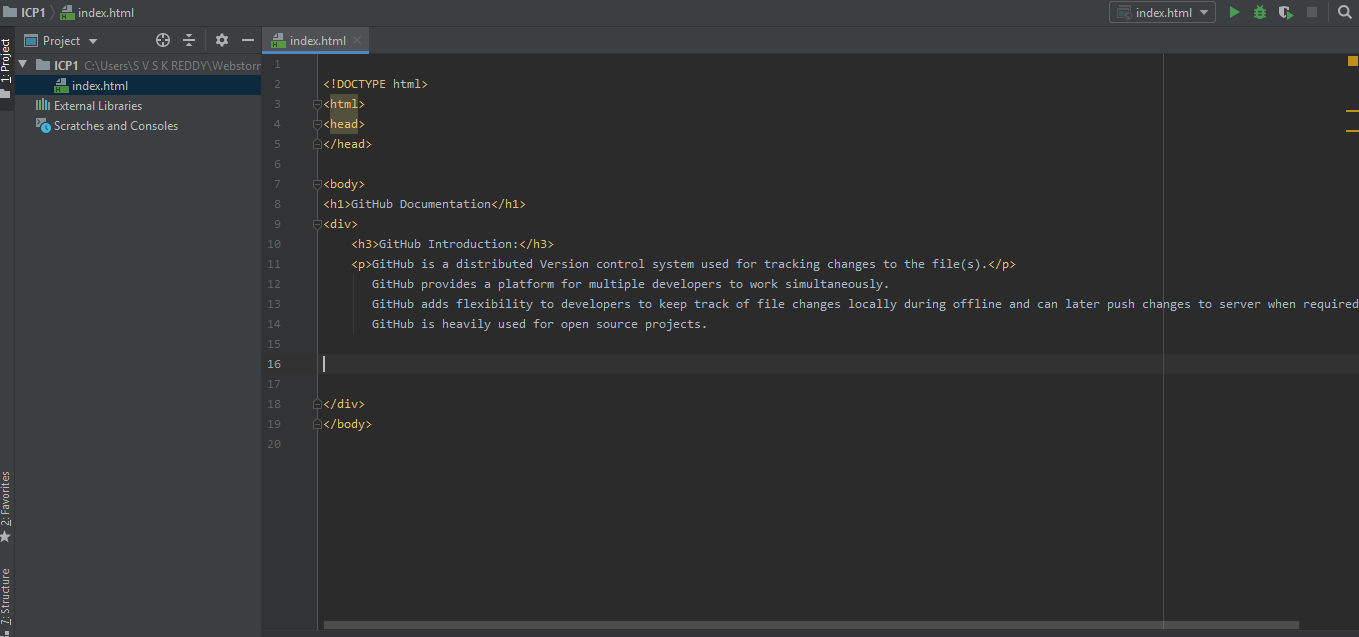 ICP1 index.html index.html
Project index.html
1: Project
ICP1 C:\Users\S V S K REDDY\Webstorm
index.html
External Libraries
Scratches and Consoles
2: Favorites
7: Structure
1
2 <!DOCTYPE html>
3 <html>
4 <head>
5 </head>
6
7 <body>
8 <h1>GitHub Documentation</h1>
9 <div>
10 <h3>GitHub Introduction:</h3>
11 <p>GitHub is a distributed Version control system used for tracking changes to the file(s).</p>
12 GitHub provides a platform for multiple developers to work simultaneously.
13 GitHub adds flexibility to developers to keep track of file changes locally during offline and can later push changes to server when required
14 GitHub is heavily used for open source projects.
15
16
17
18 </div>
19 </body>
20